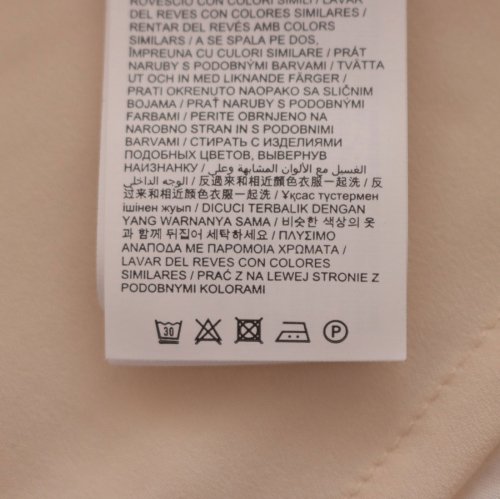 ROVESCIO CON COLORI SIMILI / LAVAR
DEL REVES CON COLORES SIMILARES /
RENTAR DEL REVÉS AMB COLORS
SIMILARS / A SE SPALA PE DOS,
ÎMPREUNA CU CULORI SIMILARE / PRÁT
NARUBY S PODOBNÝMI BARVAMI / TVÄTTA
UT OCH IN MED LIKNANDE FÄRGER /
PRATI OKRENUTO NAOPAKO SA SLIČNIM
BOJAMA / PRAŤ NARUBY S PODOBNÝMI
FARBAMI / PERITE OBRNJENO NA
NAROBNO STRAN IN S PODOBNIMI
BARVAMI / СТИРАТЬ С ИЗДЕЛИЯМИ
ПОДОБНЫХ ЦВЕТОВ, ВЫВЕРНУВ
НАИЗНАНКУ / الغسيل مع الألوان المشابهة وعلى
الوجه الداخلي / 反過來和相近顏色衣服一起洗 / 反
过来和相近颜色衣服一起洗 / Ұқсас түстермен
ішінен жуып / DICUCI TERBALIK DENGAN
YANG WARNANYA SAMA / 비슷한 색상의 옷
과 함께 뒤집어 세탁하세요 / ΠΛΥΣΙΜΟ
ΑΝΑΠΟΔΑ ΜΕ ΠΑΡΟΜΟΙΑ ΧΡΩΜΑΤΑ /
LAVAR DEL REVES CON COLORES
SIMILARES / PRAĆ Z NA LEWEJ STRONIE Z
PODOBNYMI KOLORAMI
30 P